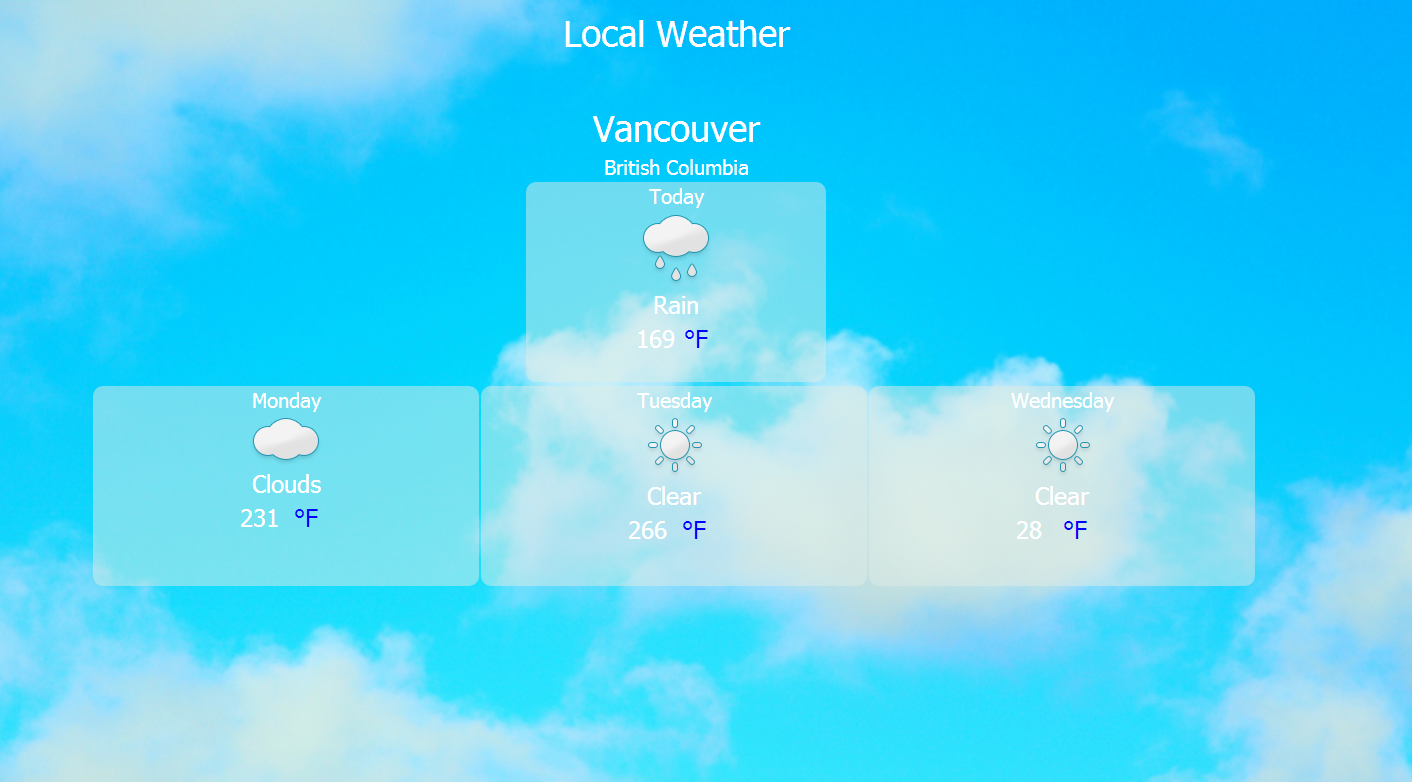 Local Weather
Vancouver
British Columbia
Today
Rain
169 °F
Monday
Clouds
231 °F
Tuesday
Clear
266 °F
Wednesday
Clear
28 °F